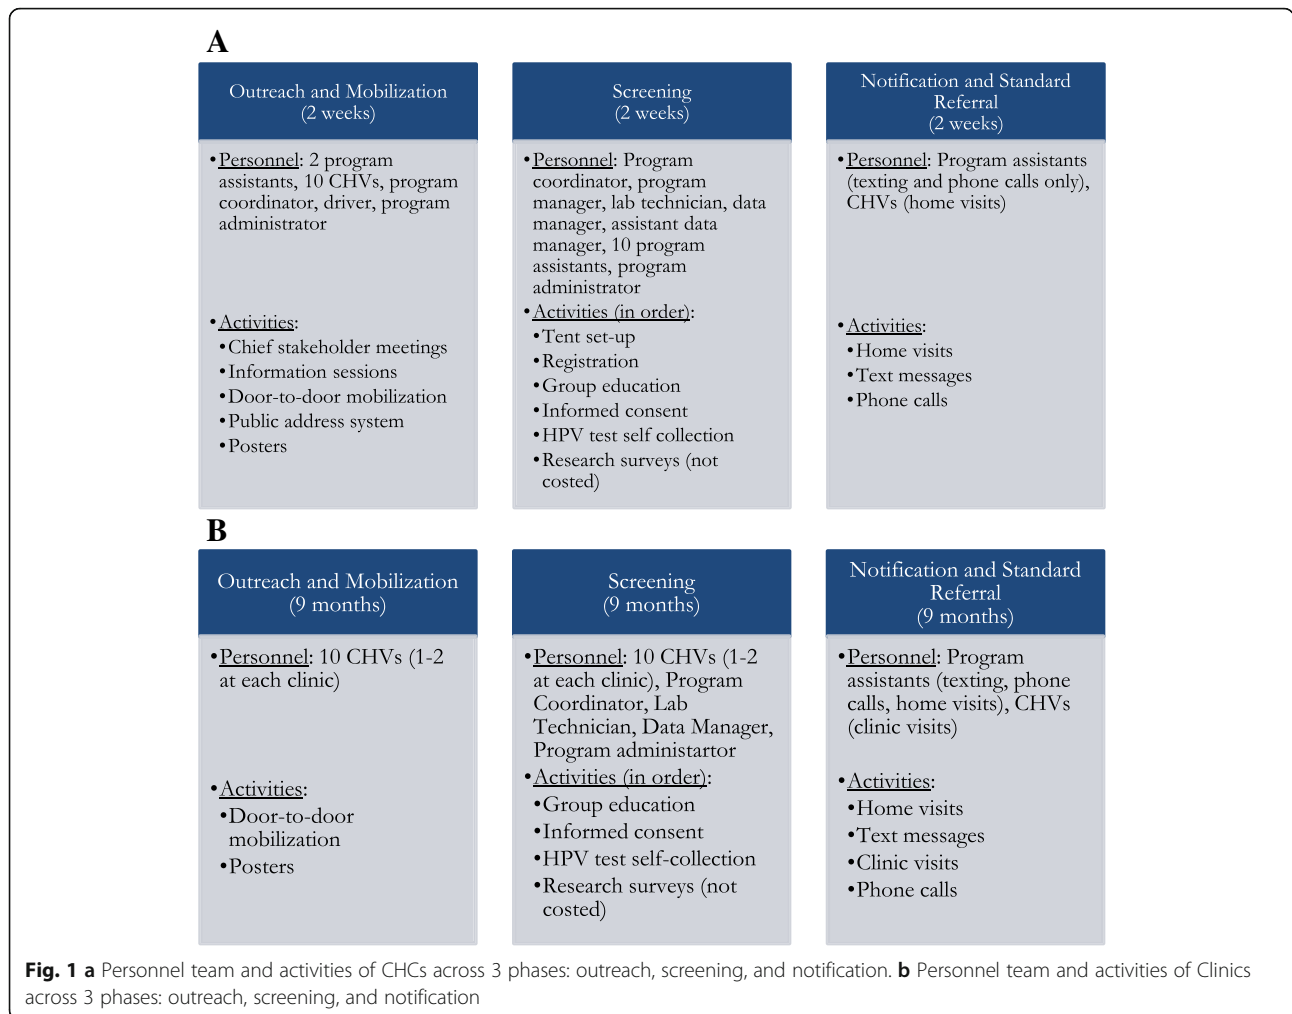 A
Outreach and Mobilization
(2 weeks)
•Personnel: 2 program
assistants, 10 CHVs, program
coordinator, driver, program
administrator
•Activities:
•Chief stakeholder meetings
•Information sessions
•Door-to-door mobilization
•Public address system
•Posters
Screening
(2 weeks)
•Personnel: Program
coordinator, program
manager, lab technician, data
manager, assistant data
manager, 10 program
assistants, program
administrator
•Activities (in order):
•Tent set-up
•Registration
•Group education
•Informed consent
•HPV test self collection
•Research surveys (not
costed)
Notification and Standard
Referral
(2 weeks)
•Personnel: Program assistants
(texting and phone calls only),
CHVs (home visits)
•Activities:
•Home visits
•Text messages
•Phone calls
B
Outreach and Mobilization
(9 months)
•Personnel: 10 CHVs (1-2
at each clinic)
•Activities:
•Door-to-door
mobilization
•Posters
Screening
(9 months)
•Personnel: 10 CHVs (1-2
at each clinic), Program
Coordinator, Lab
Technician, Data Manager,
Program administartor
•Activities (in order):
•Group education
•Informed consent
•HPV test self-collection
•Research surveys (not
costed)
Notification and Standard
Referral
(9 months)
•Personnel: Program
assistants (texting, phone
calls, home visits), CHVs
(clinic visits)
•Activities:
•Home visits
•Text messages
•Clinic visits
•Phone calls
Fig. 1 a Personnel team and activities of CHCs across 3 phases: outreach, screening, and notification. b Personnel team and activities of Clinics
across 3 phases: outreach, screening, and notification